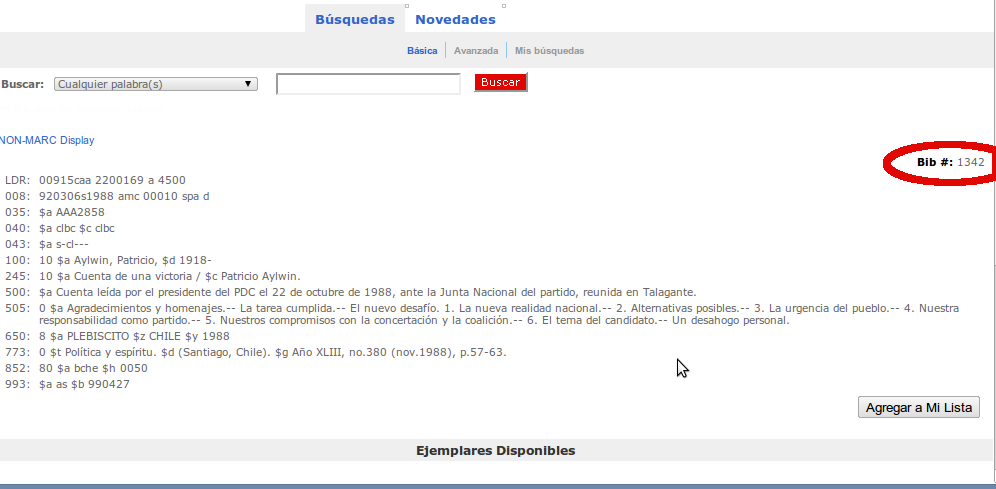 Búsquedas Novedades
Básica Avanzada Mis búsquedas
Buscar: Cualquier palabra(s) Buscar
NON-MARC Display
Bib #: 1342
LDR: 00915caa 2200169 a 4500
008: 920306s1988 amc 00010 spa d
035: $a AAA2858
040: $a clbc $c clbc
043: $a s-cl---
100: 10 $a Aylwin, Patricio, $d 1918-
245: 10 $a Cuenta de una victoria / $c Patricio Aylwin.
500: $a Cuenta leída por el presidente del PDC el 22 de octubre de 1988, ante la Junta Nacional del partido, reunida en Talagante.
505: 0 $a Agradecimientos y homenajes.-- La tarea cumplida.-- El nuevo desafío. 1. La nueva realidad nacional.-- 2. Alternativas posibles.-- 3. La urgencia del pueblo.-- 4. Nuestra
responsabilidad como partido.-- 5. Nuestros compromisos con la concertación y la coalición.-- 6. El tema del candidato.-- Un desahogo personal.
650: 8 $a PLEBISCITO $z CHILE $y 1988
773: 0 $t Política y espíritu. $d (Santiago, Chile). $g Año XLIII, no.380 (nov.1988), p.57-63.
852: 80 $a bche $h 0050
993: $a as $b 990427
Agregar a Mi Lista
Ejemplares Disponibles